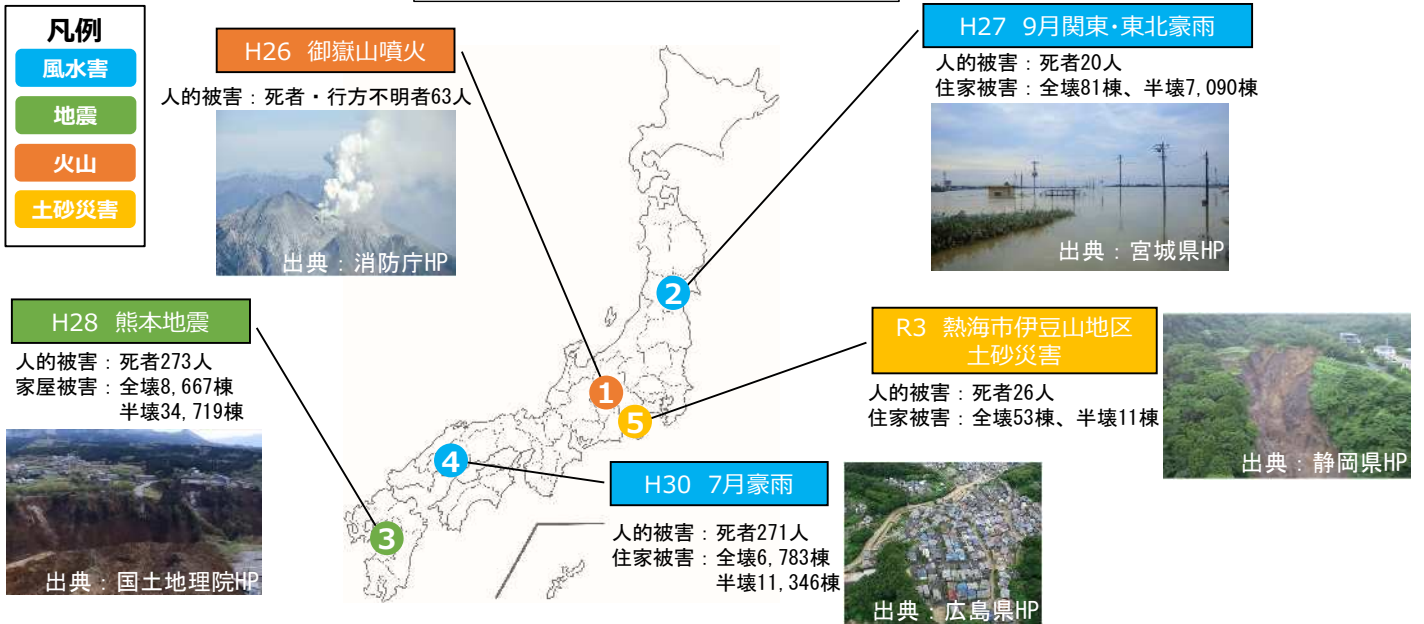 凡例
風水害
地震
火山
土砂災害
H26 御嶽山噴火
人的被害：死者・行方不明者63人
出典：消防庁HP
H27 9月関東・東北豪雨
人的被害：死者20人
住家被害：全壊81棟、半壊7,090棟
出典：宮城県HP
H28 熊本地震
人的被害：死者273人
家屋被害：全壊8,667棟
半壊34,719棟
出典：国土地理院HP
R3 熱海市伊豆山地区
土砂災害
人的被害：死者26人
住家被害：全壊53棟、半壊11棟
出典：静岡県HP
H30 7月豪雨
人的被害：死者271人
住家被害：全壊6,783棟
半壊11,346棟
出典：広島県HP
1
2
3
4
5